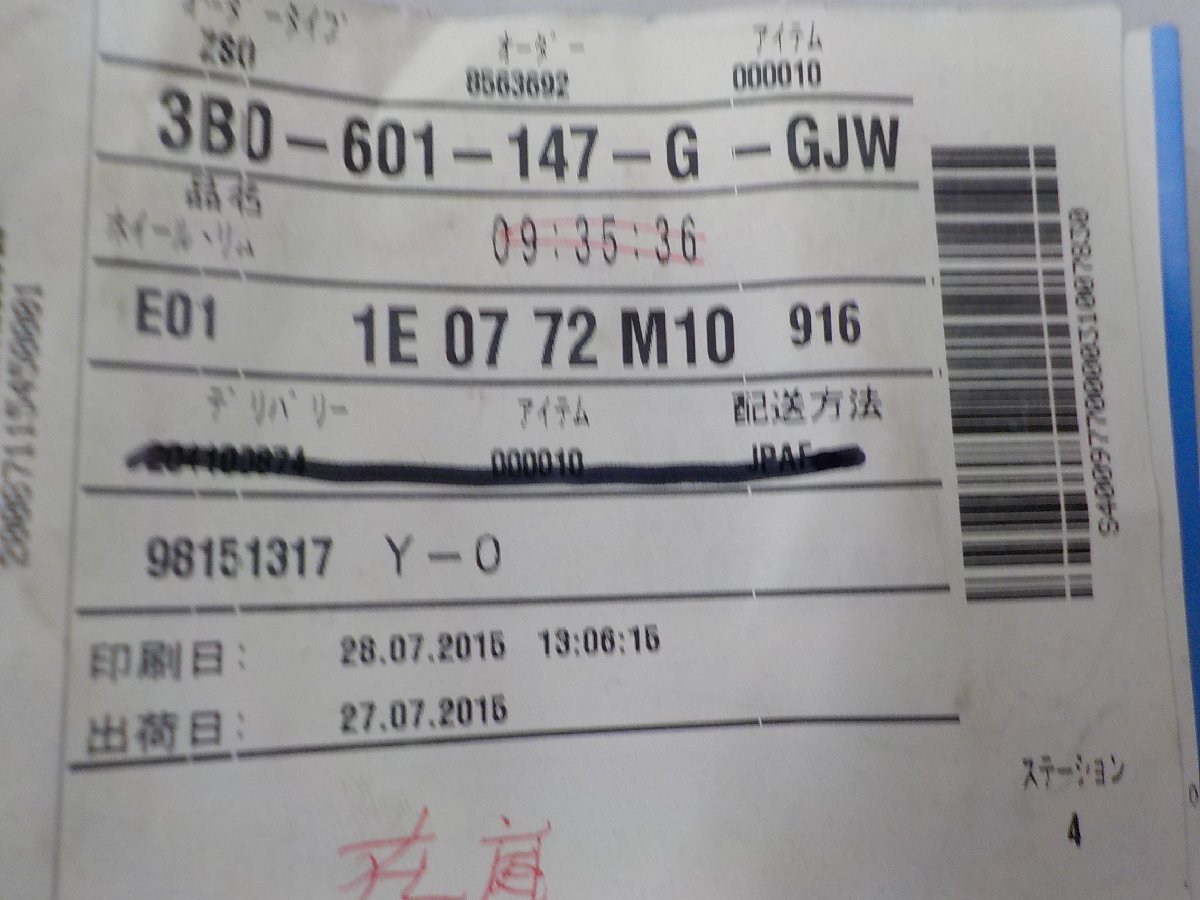 オーダータイプ オーダー アイテム
ZSO 8563692 000010
3B0-601-147-G -GJW
品名
ホイール・リム 09:35:36
E01 1E 07 72 M10 916
デリバリー アイテム 配送方法
000010
98151317 Y-0
印刷日: 28.07.2015 13:06:15
出荷日: 27.07.2015
ステーション
4
S40009770000310007830